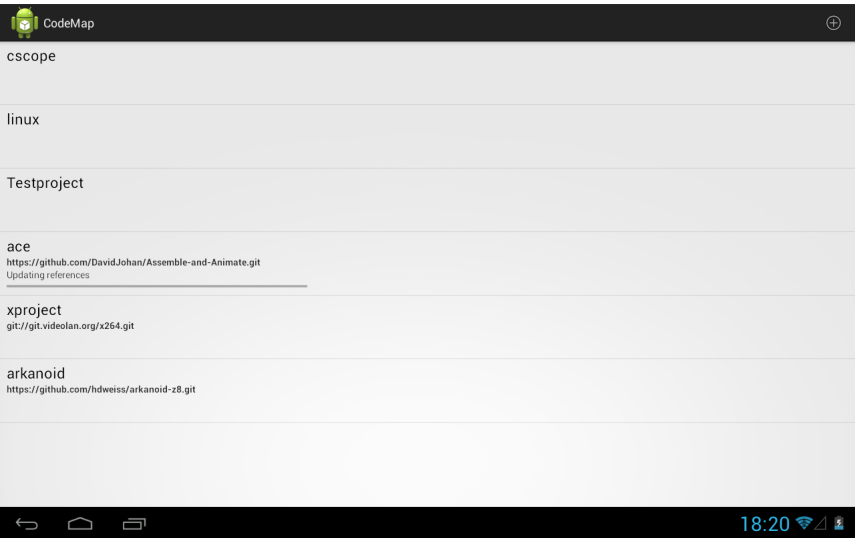 CodeMap
cscope
linux
Testproject
ace
https://github.com/DavidJohan/Assemble-and-Animate.git
Updating references
xproject
git://git.videolan.org/x264.git
arkanoid
https://github.com/hdweiss/arkanoid-z8.git
18:20